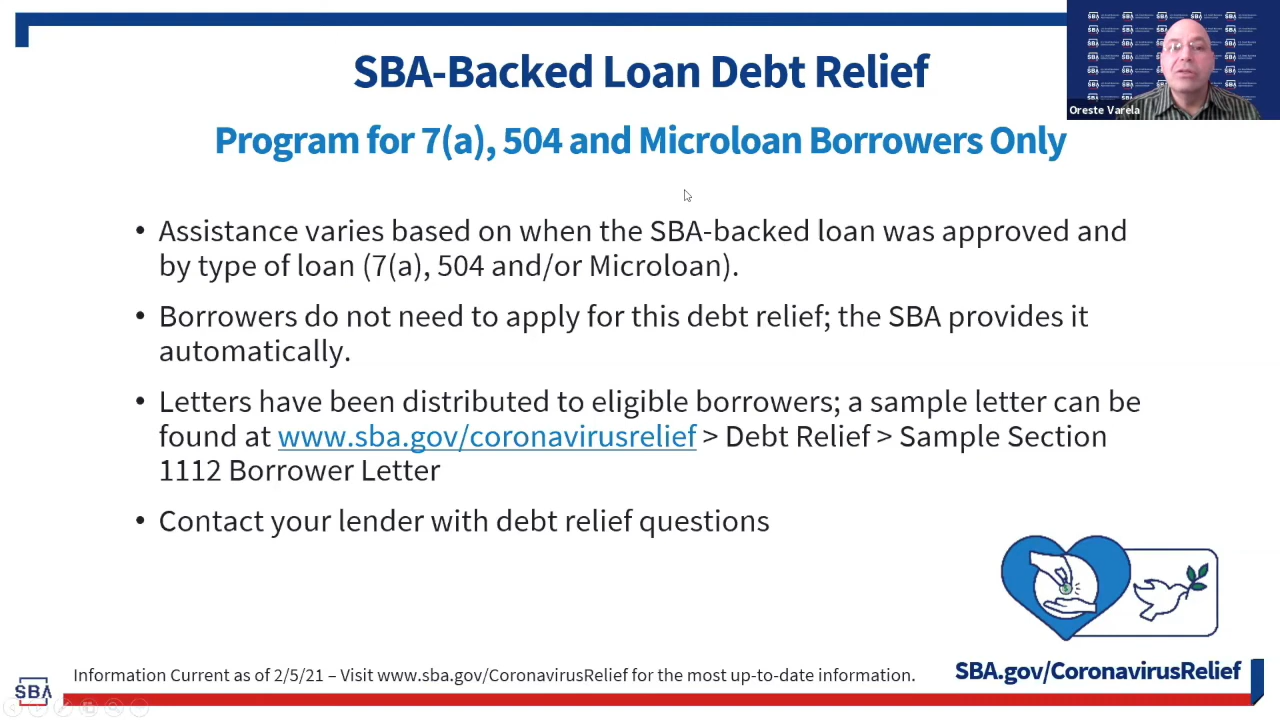 SBA-Backed Loan Debt Relief
Program for 7(a), 504 and Microloan Borrowers Only
Oreste Varela
• Assistance varies based on when the SBA-backed loan was approved and
by type of loan (7(a), 504 and/or Microloan).
• Borrowers do not need to apply for this debt relief; the SBA provides it
automatically.
• Letters have been distributed to eligible borrowers; a sample letter can be
found at www.sba.gov/coronavirusrelief > Debt Relief > Sample Section
1112 Borrower Letter
• Contact your lender with debt relief questions
Information Current as of 2/5/21 – Visit www.sba.gov/CoronavirusRelief for the most up-to-date information.
SBA.gov/CoronavirusRelief
SBA